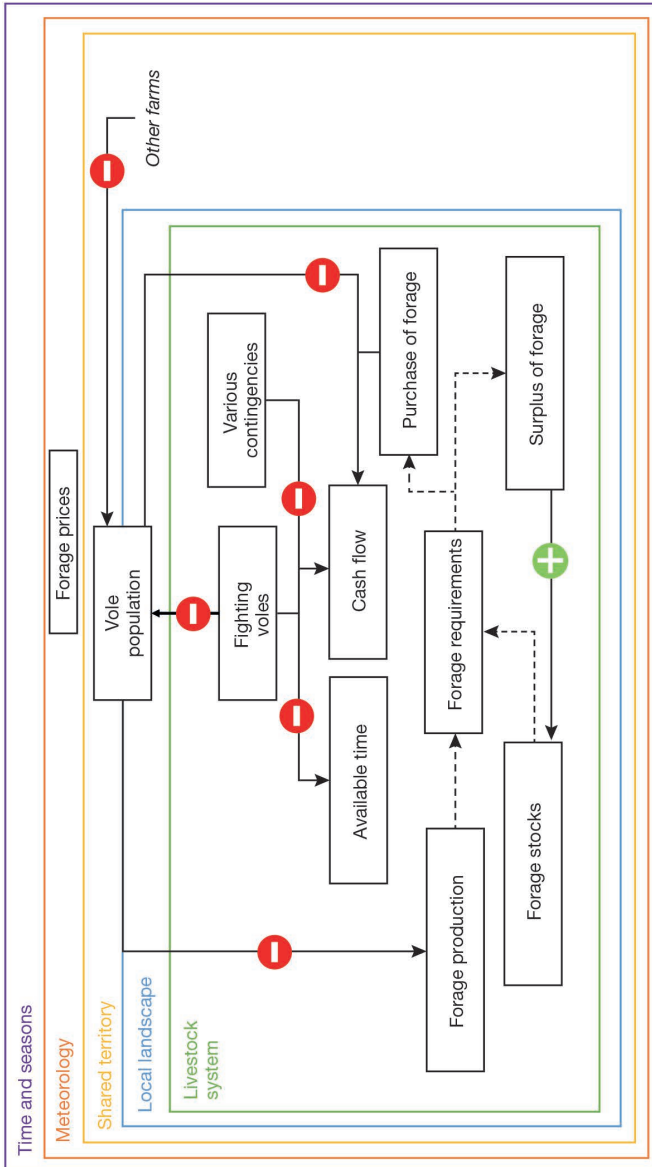 Time and seasons
Meteorology
Shared territory
Local landscape
Livestock
system
Forage prices
Other farms
Vole
population
Fighting
voles
Various
contingencies
Available time
Cash flow
Purchase of forage
Forage production
Forage requirements
Surplus of forage
Forage stocks